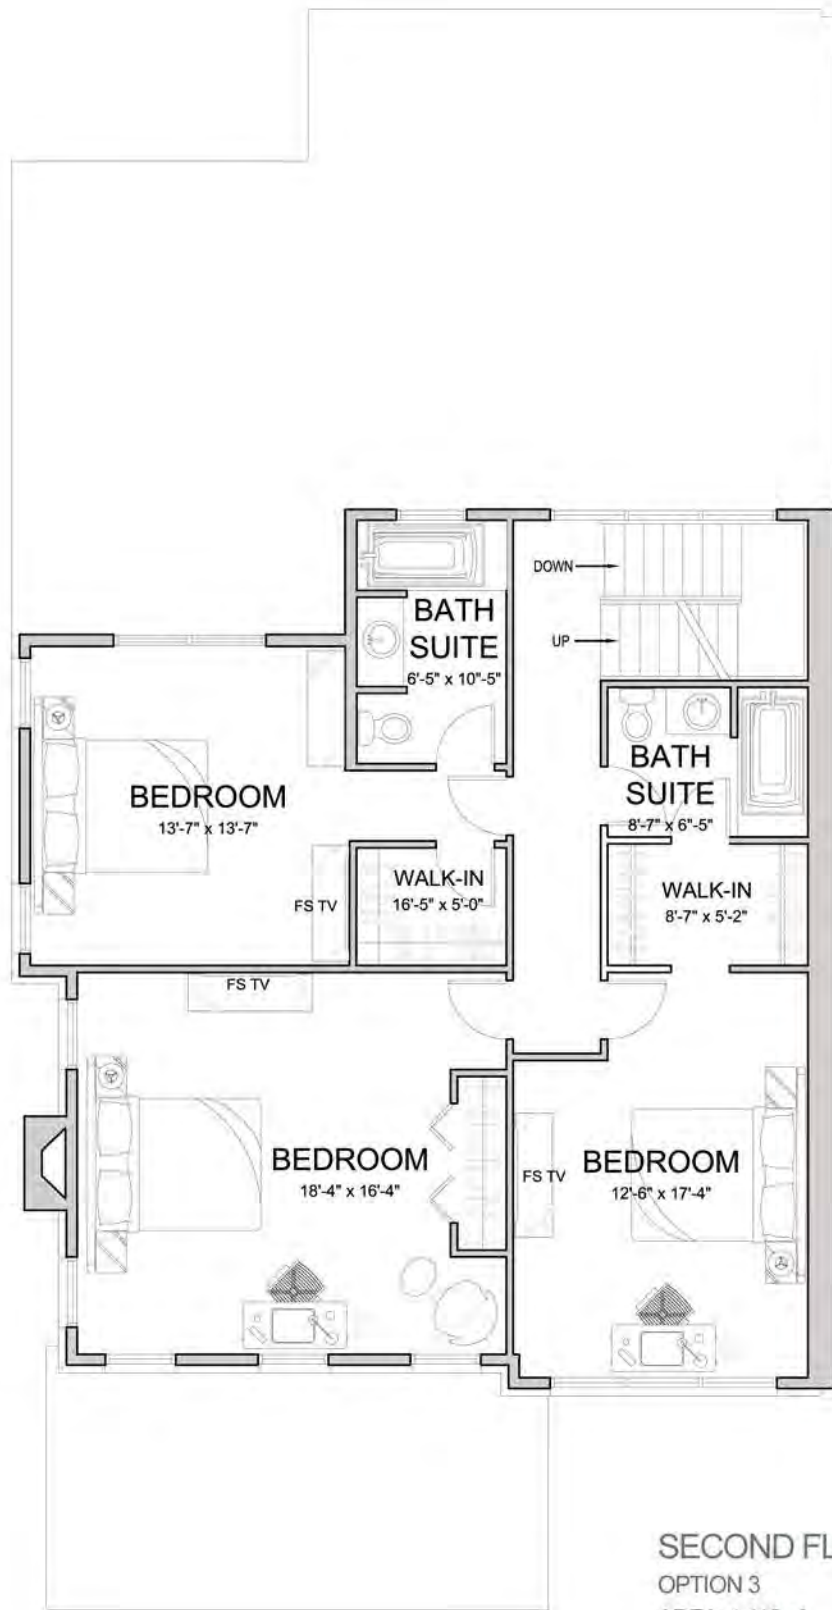 DOWN
UP
BATH
SUITE
6'-5" x 10"-5"
BATH
SUITE
8'-7" x 6"-5"
BEDROOM
13'-7" x 13'-7"
FS TV
WALK-IN
16'-5" x 5'-0"
WALK-IN
8'-7" x 5'-2"
FS TV
BEDROOM
18'-4" x 16'-4"
FS TV
BEDROOM
12'-6" x 17'-4"
SECOND FL
OPTION 3